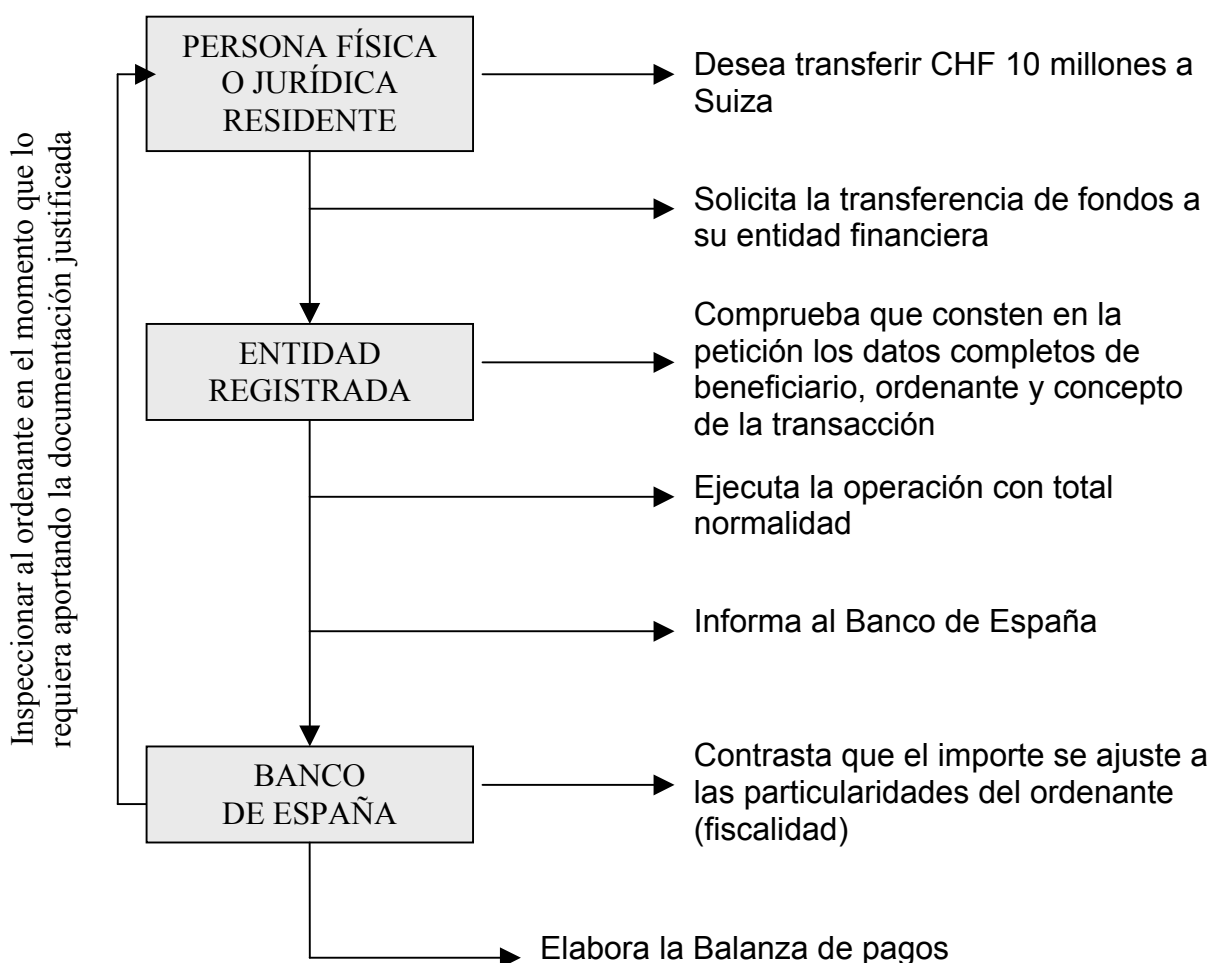 PERSONA FÍSICA
O JURÍDICA
RESIDENTE
Desea transferir CHF 10 millones a
Suiza
Solicita la transferencia de fondos a
su entidad financiera
ENTIDAD
REGISTRADA
Comprueba que consten en la
petición los datos completos de
beneficiario, ordenante y concepto
de la transacción
Ejecuta la operación con total
normalidad
Informa al Banco de España
BANCO
DE ESPAÑA
Contrasta que el importe se ajuste a
las particularidades del ordenante
(fiscalidad)
Elabora la Balanza de pagos
Inspeccionar al ordenante en el momento que lo
requiera aportando la documentación justificada